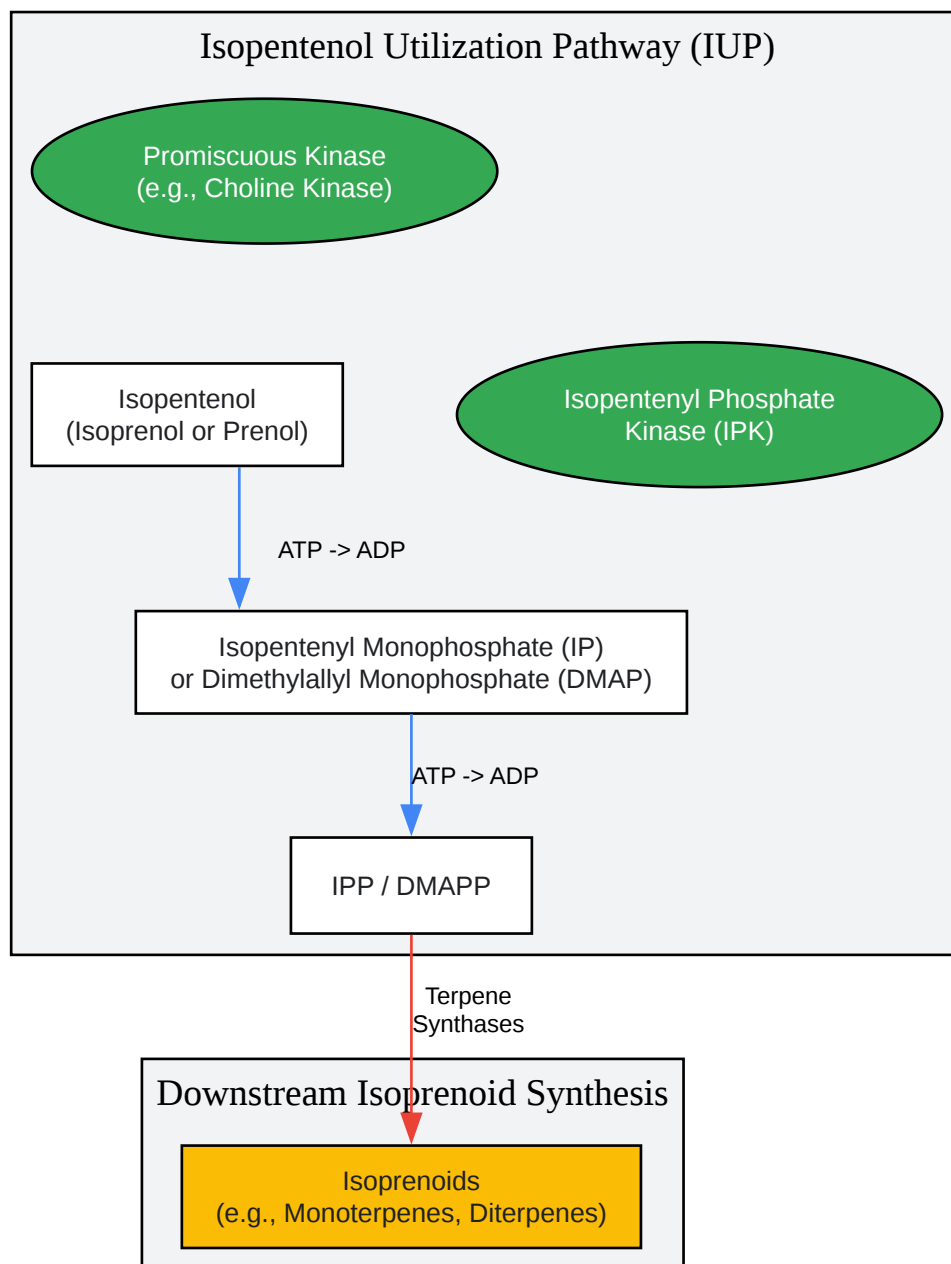 Isopentenol Utilization Pathway (IUP)
Promiscuous Kinase
(e.g., Choline Kinase)
Isopentenol
(Isoprenol or Prenol)
Isopentenyl Phosphate
Kinase (IPK)
ATP -> ADP
Isopentenyl Monophosphate (IP)
or Dimethylallyl Monophosphate (DMAP)
ATP -> ADP
IPP / DMAPP
Terpene
Synthases
Downstream Isoprenoid Synthesis
Isoprenoids
(e.g., Monoterpenes, Diterpenes)